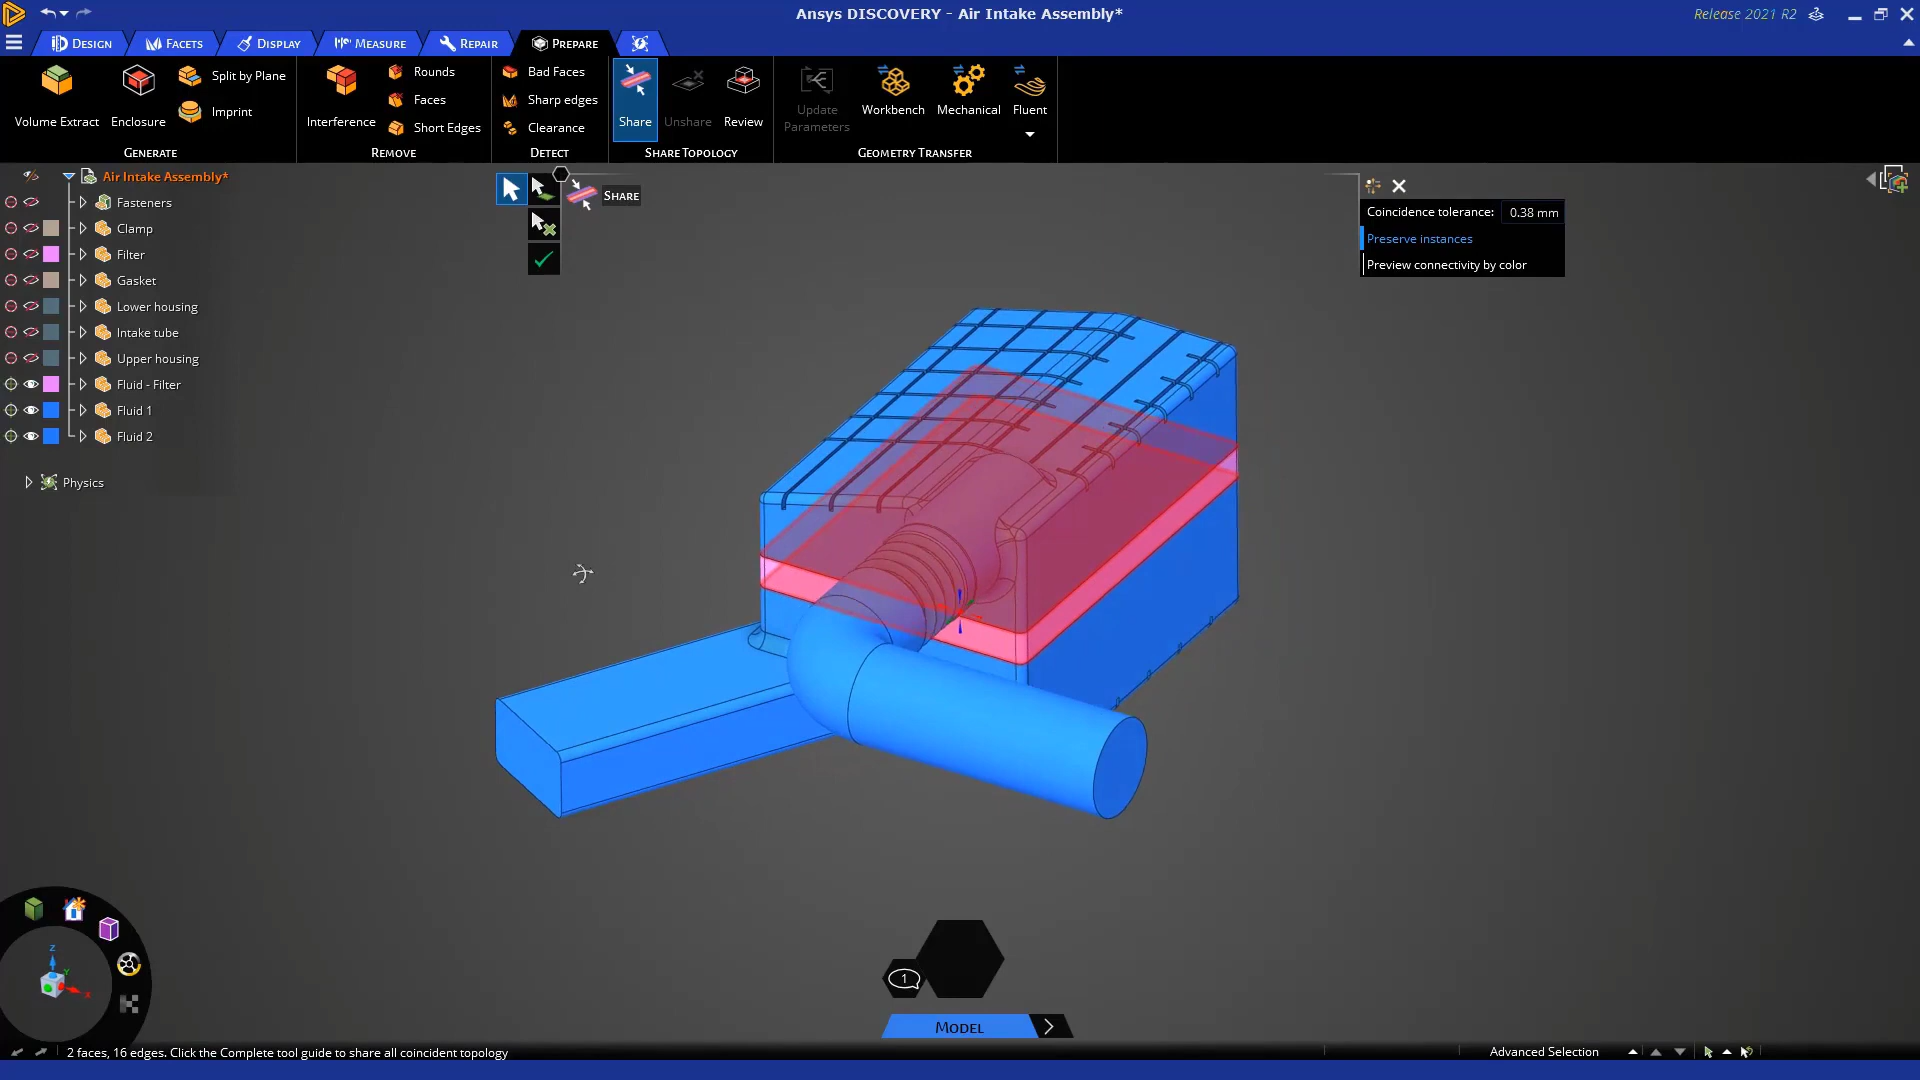 Ansys DISCOVERY - Air Intake Assembly*
Release 2021 R2
DESIGN
FACETS
DISPLAY
MEASURE
REPAIR
PREPARE
Volume Extract
Enclosure
Split by Plane
Imprint
GENERATE
Interference
Rounds
Faces
Short Edges
REMOVE
Bad Faces
Sharp edges
Clearance
DETECT
Share
Unshare
Review
SHARE TOPOLOGY
Update
Parameters
Workbench
Mechanical
Fluent
GEOMETRY TRANSFER
Air Intake Assembly*
Fasteners
Clamp
Filter
Gasket
Lower housing
Intake tube
Upper housing
Fluid - Filter
Fluid 1
Fluid 2
Physics
SHARE
Coincidence tolerance: 0.38 mm
Preserve instances
Preview connectivity by color
Z
Y
X
1
MODEL
2 faces, 16 edges. Click the Complete tool guide to share all coincident topology
Advanced Selection